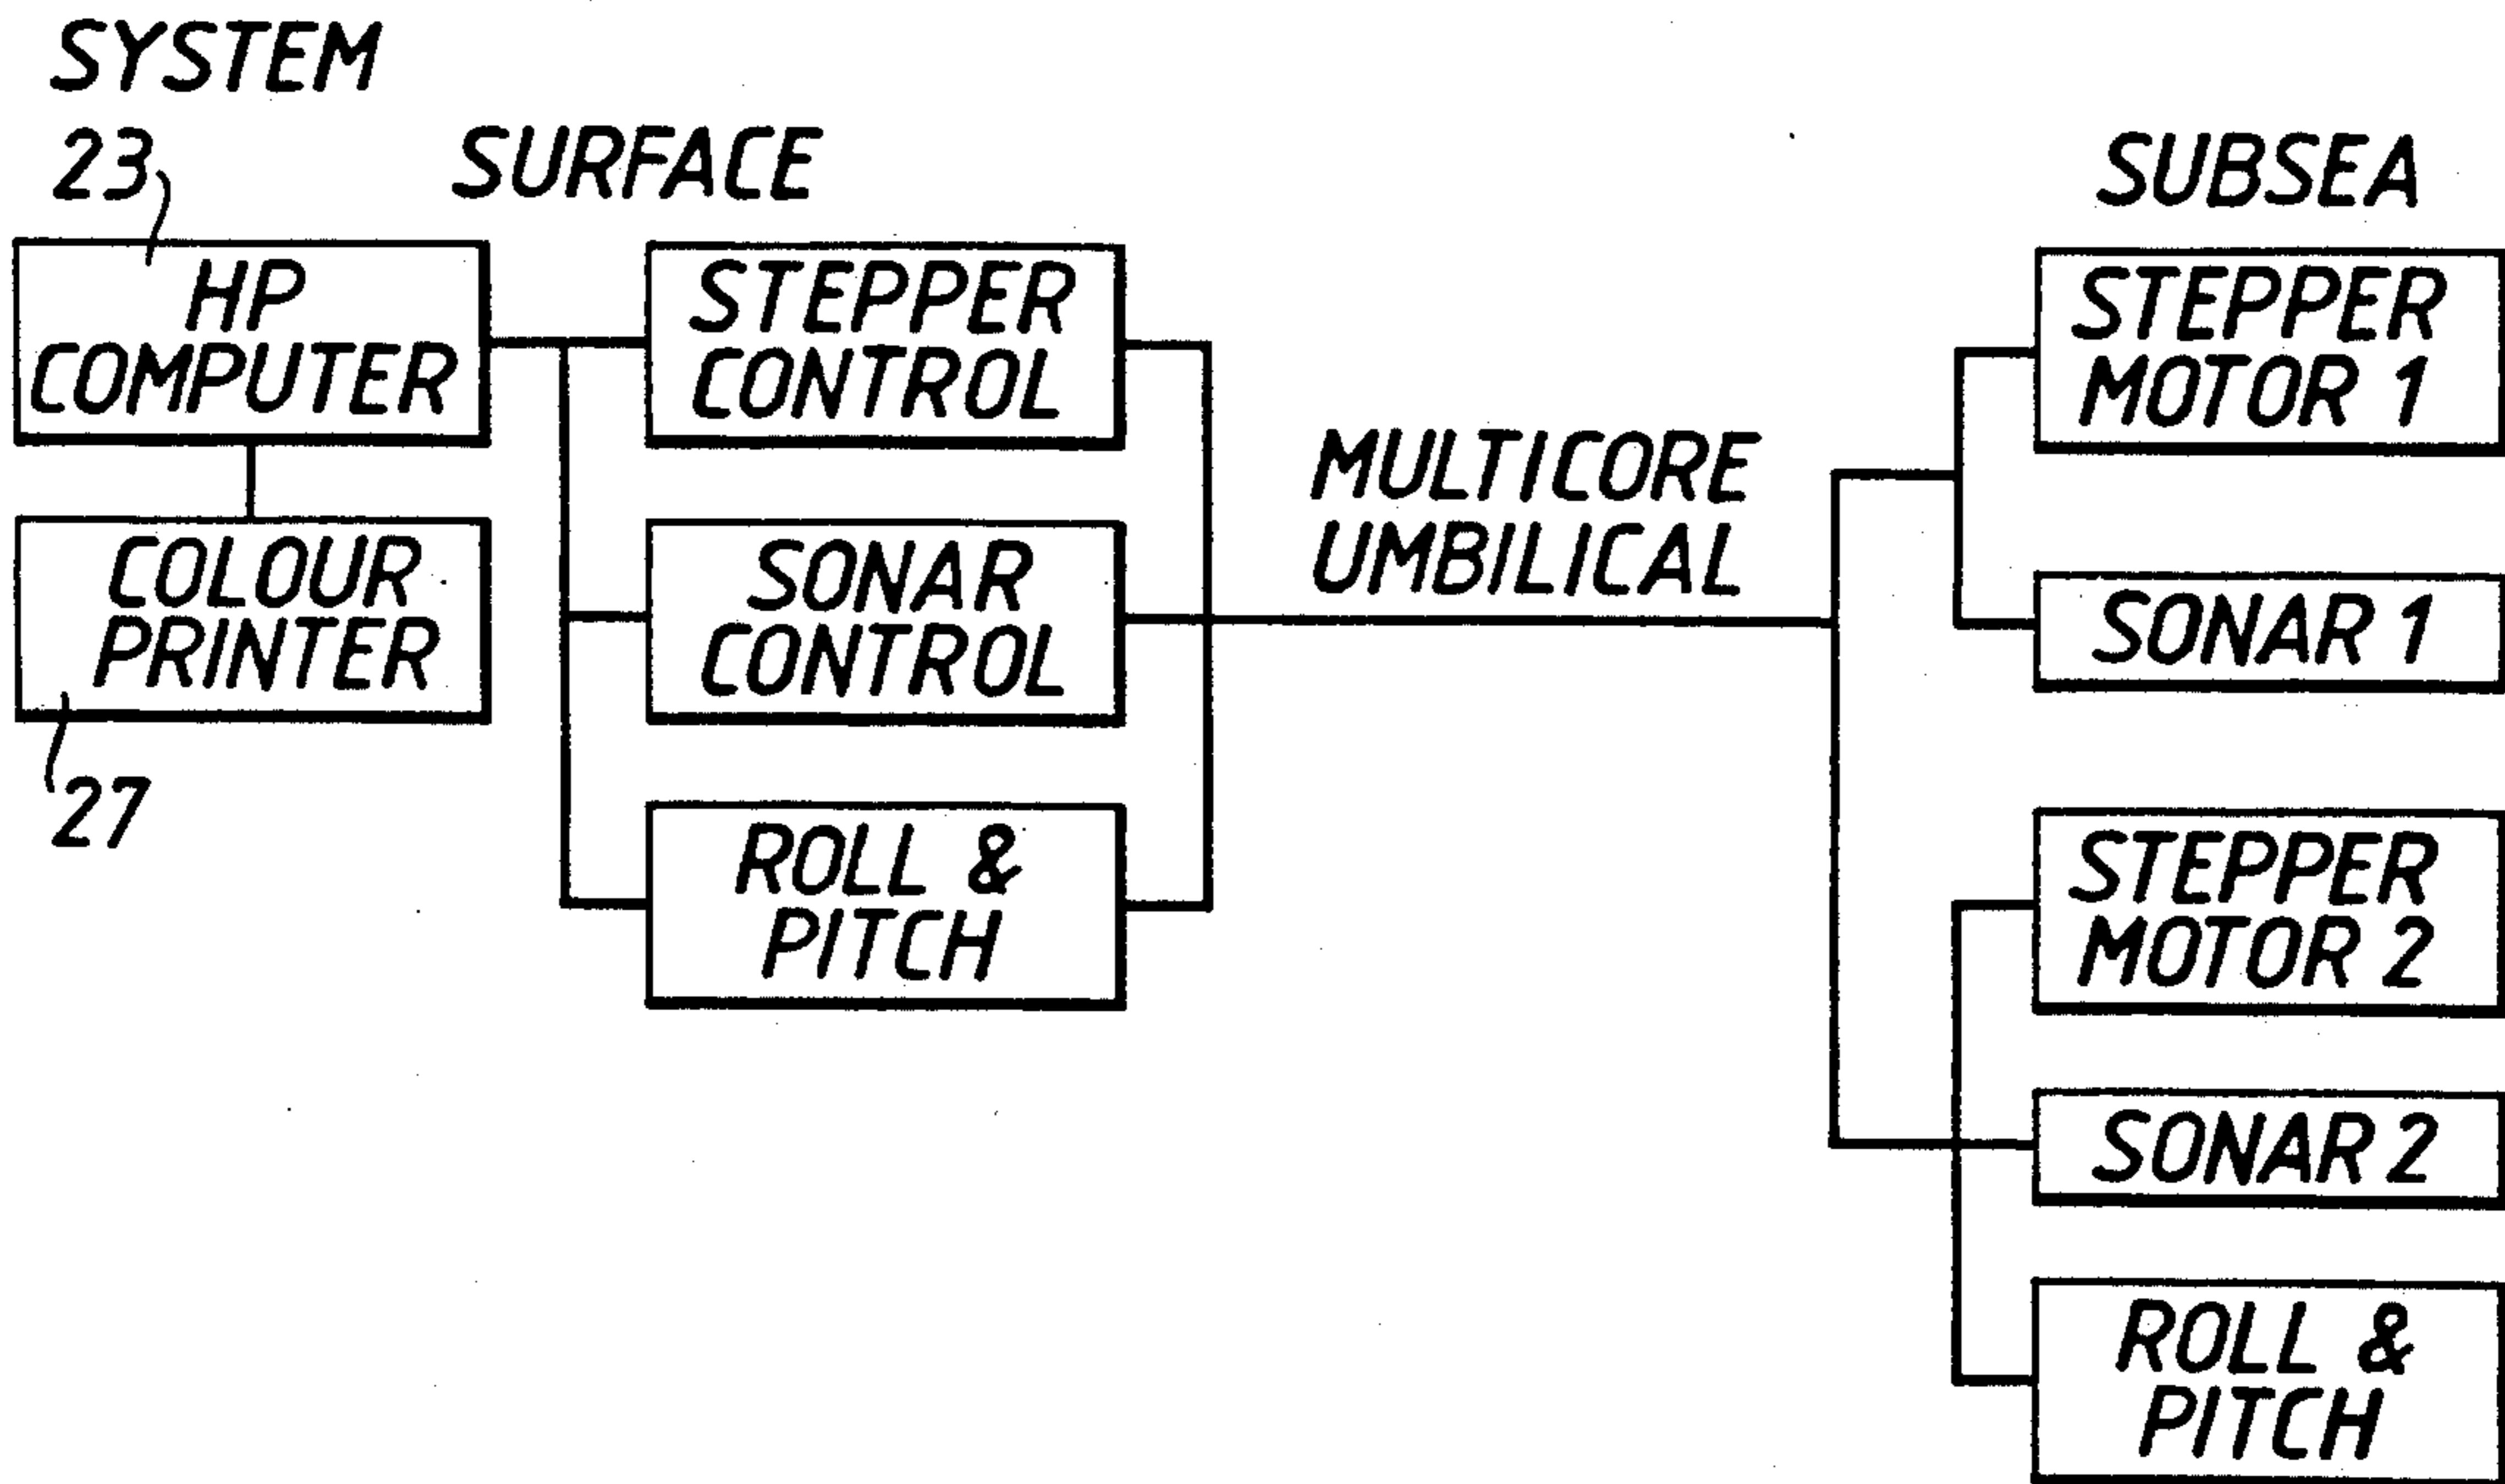 SYSTEM
23
SURFACE
SUBSEA
HP
COMPUTER
COLOUR
PRINTER
27
STEPPER
CONTROL
SONAR
CONTROL
ROLL &
PITCH
MULTICORE
UMBILICAL
STEPPER
MOTOR 1
SONAR 1
STEPPER
MOTOR 2
SONAR 2
ROLL &
PITCH